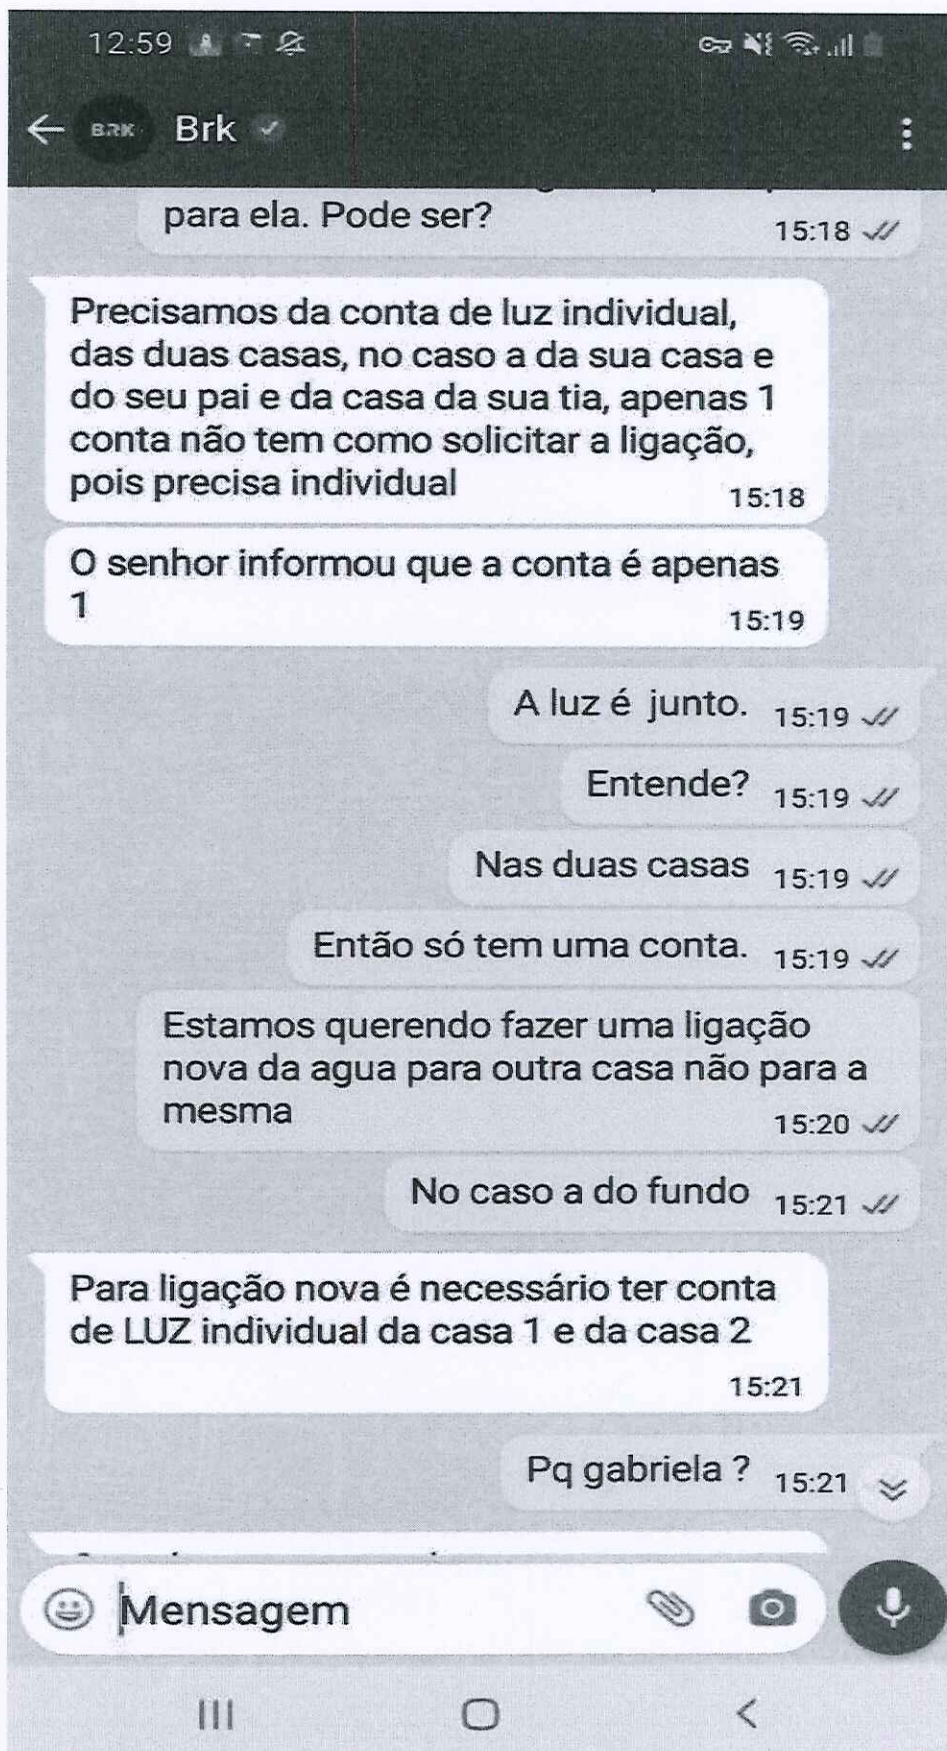 12:59
BRK Brk
para ela. Pode ser?
15:18
Precisamos da conta de luz individual,
das duas casas, no caso a da sua casa e
do seu pai e da casa da sua tia, apenas 1
conta não tem como solicitar a ligação,
pois precisa individual
15:18
O senhor informou que a conta é apenas
1
15:19
A luz é junto. 15:19
Entende? 15:19
Nas duas casas 15:19
Então só tem uma conta. 15:19
Estamos querendo fazer uma ligação
nova da agua para outra casa não para a
mesma
15:20
No caso a do fundo 15:21
Para ligação nova é necessário ter conta
de LUZ individual da casa 1 e da casa 2
15:21
Pq gabriela ? 15:21
Mensagem